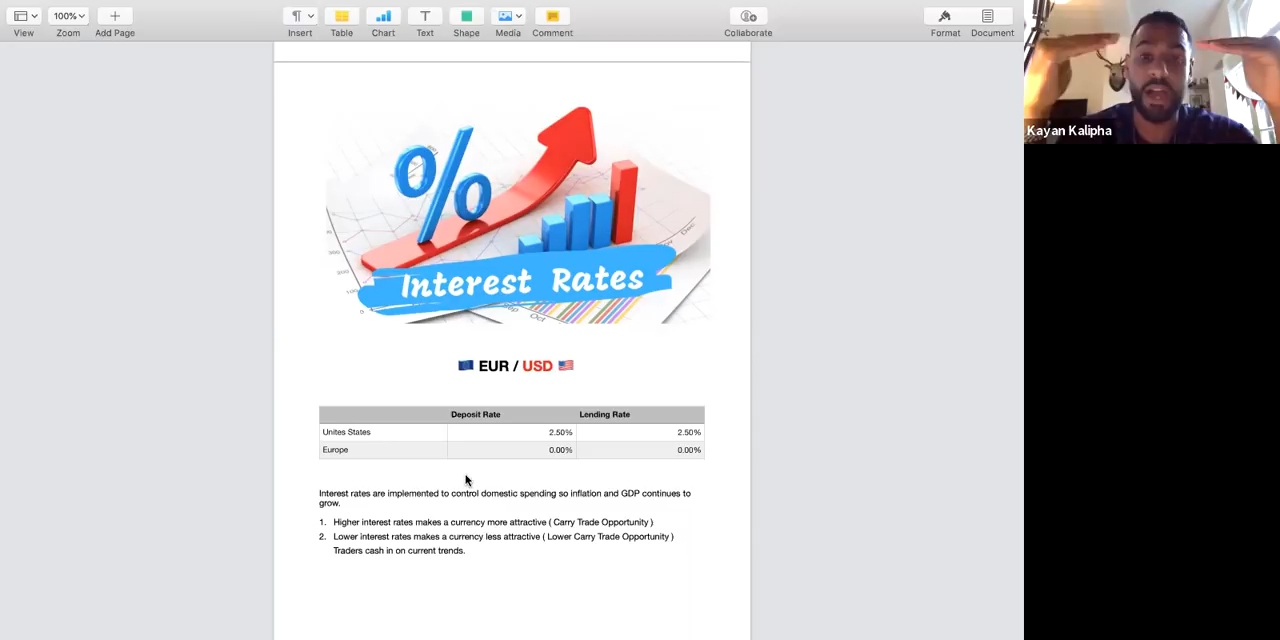 100%
View Zoom Add Page Insert Table Chart Text Shape Media Comment Collaborate Format Document
Kayan Kalipha
%
Interest Rates
Oct
Dec
EUR / USD
Deposit Rate Lending Rate
Unites States 2.50% 2.50%
Europe 0.00% 0.00%
Interest rates are implemented to control domestic spending so inflation and GDP continues to
grow.
1. Higher interest rates makes a currency more attractive ( Carry Trade Opportunity )
2. Lower interest rates makes a currency less attractive ( Lower Carry Trade Opportunity )
Traders cash in on current trends.